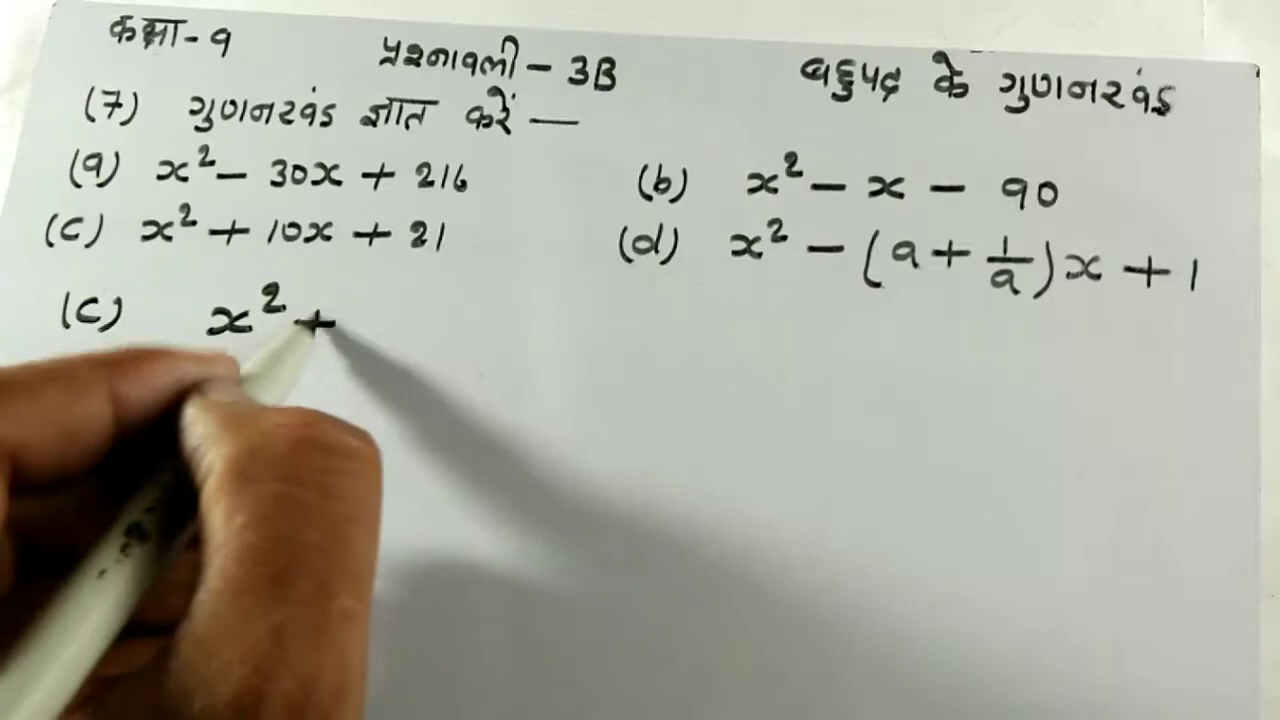 कक्षा - 9 प्रश्नावली - 3B बहुपद के गुणनखंड
(7) गुणनखंड ज्ञात करें —
(a) x² - 30x + 216 (b) x² - x - 90
(c) x² + 10x + 21 (d) x² - (a + 1/a)x + 1
(c) x² +